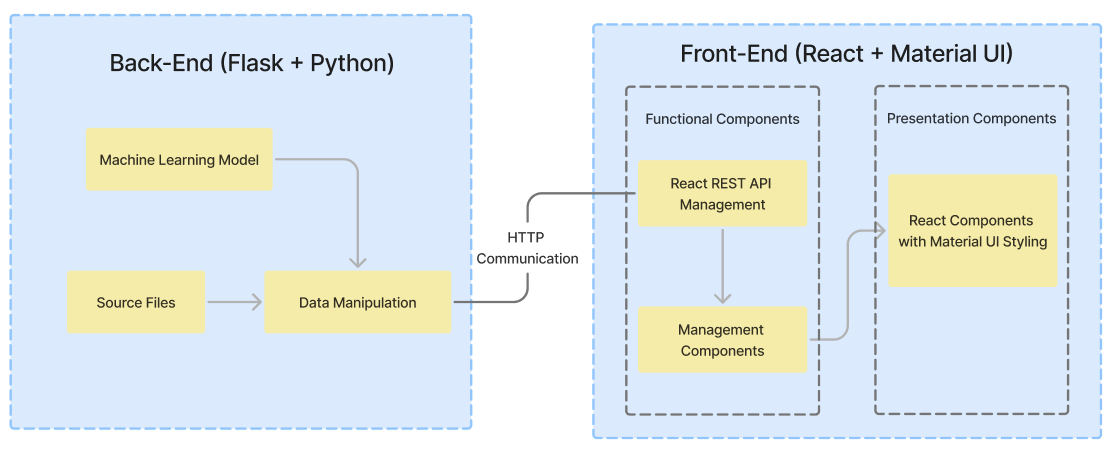 Back-End (Flask + Python)
Machine Learning Model
Source Files
Data Manipulation
HTTP
Communication
Front-End (React + Material UI)
Functional Components
React REST API
Management
Management
Components
Presentation Components
React Components
with Material UI Styling